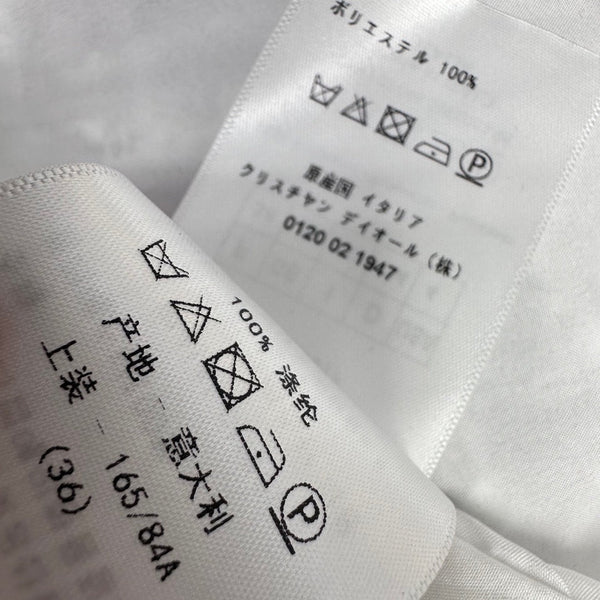 ポリエステル 100%
原産国 イタリア
クリスチャン デイオール（株）
0120 02 1947
100% 涤纶
P
P
产地 - 意大利
上装 - 165/84A
(36)